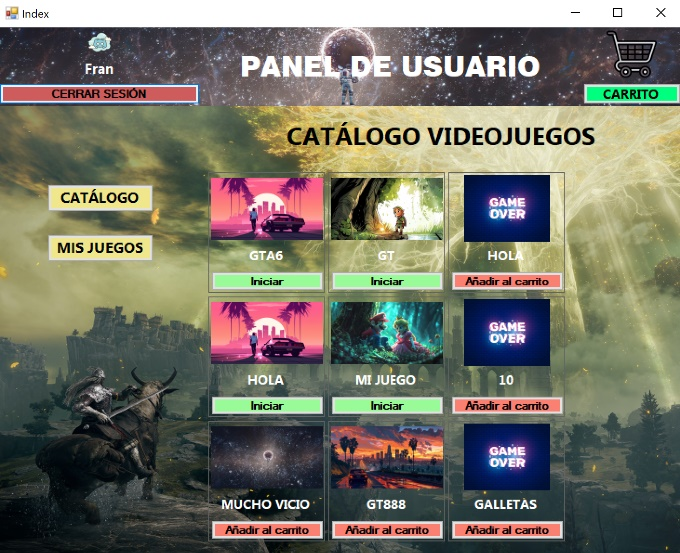 Index
Fran
PANEL DE USUARIO
CERRAR SESIÓN
CARRITO
CATÁLOGO VIDEOJUEGOS
CATÁLOGO
MIS JUEGOS
GAME
OVER
GTA6
GT
HOLA
Iniciar
Iniciar
Añadir al carrito
GAME
OVER
HOLA
MI JUEGO
10
Iniciar
Iniciar
Añadir al carrito
GAME
OVER
MUCHO VICIO
GT888
GALLETAS
Añadir al carrito
Añadir al carrito
Añadir al carrito